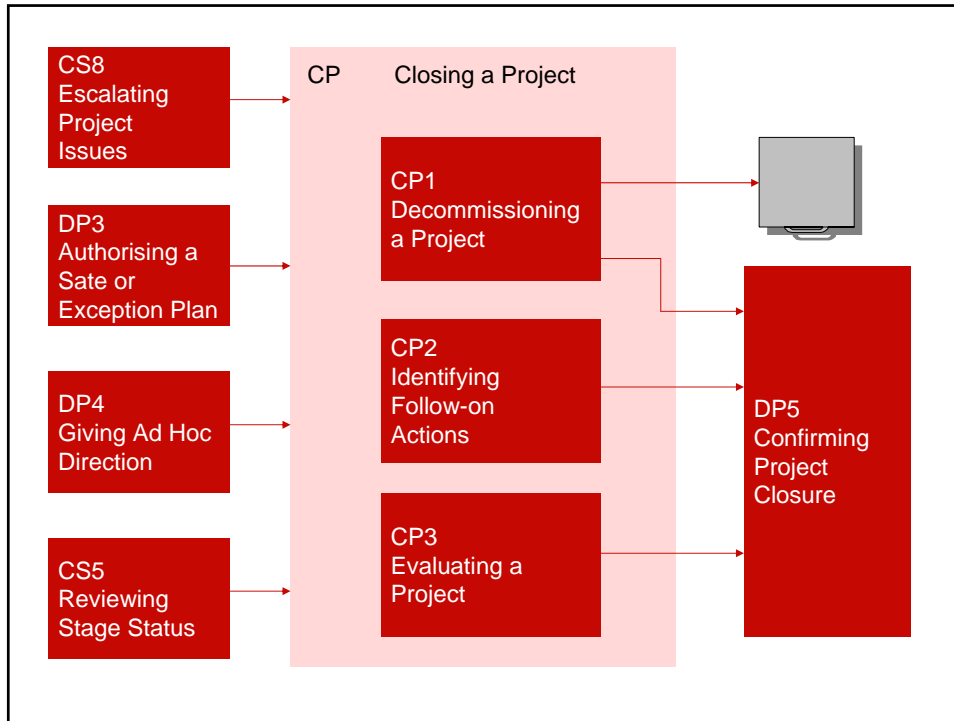 CS8
Escalating
Project
Issues
DP3
Authorising a
Sate or
Exception Plan
DP4
Giving Ad Hoc
Direction
CS5
Reviewing
Stage Status
CP Closing a Project
CP1
Decommissioning
a Project
CP2
Identifying
Follow-on
Actions
CP3
Evaluating a
Project
DP5
Confirming
Project
Closure